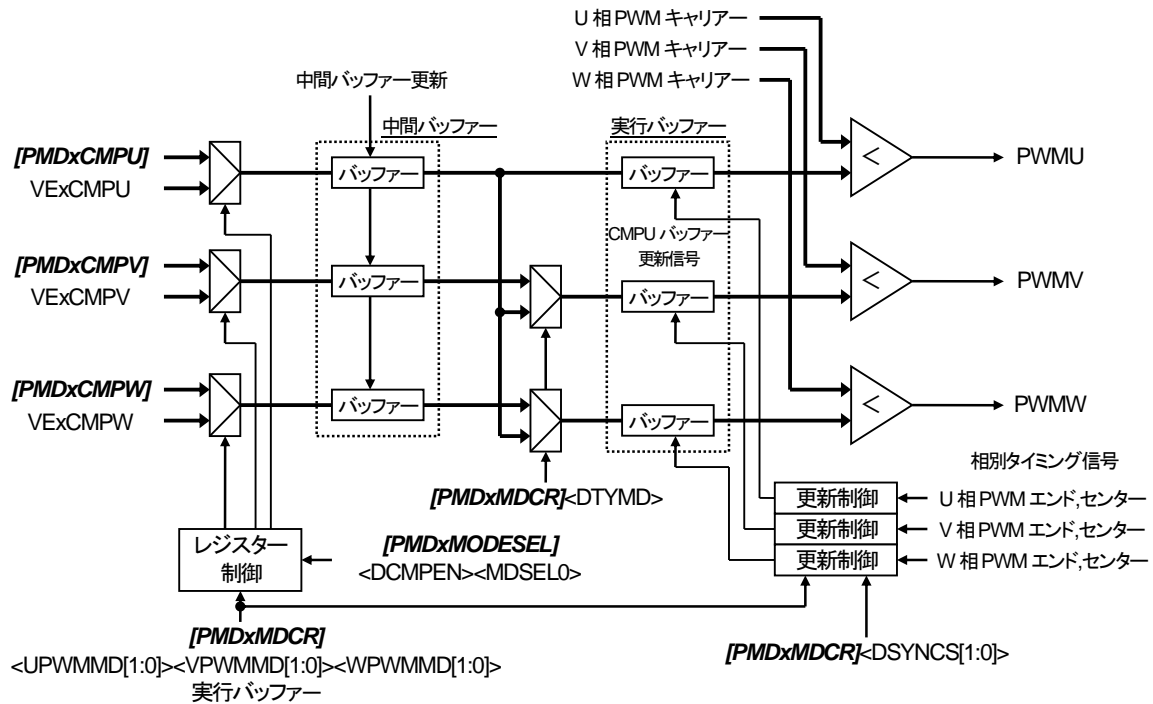 U 相 PWM キャリアー
V 相 PWM キャリアー
W 相 PWM キャリアー
中間バッファー更新
中間バッファー
実行バッファー
[PMDxCMPU]
VExCMPU
バッファー
バッファー
<
PWMU
CMPU バッファー
更新信号
[PMDxCMPV]
VExCMPV
バッファー
バッファー
<
PWMV
[PMDxCMPW]
VExCMPW
バッファー
バッファー
<
PWMW
相別タイミング信号
[PMDxMDCR]<DTYMD>
更新制御
U 相 PWM エンド,センター
更新制御
V 相 PWM エンド,センター
更新制御
W 相 PWM エンド,センター
レジスター
制御
[PMDxMODESEL]
<DCMPEN><MDSEL0>
[PMDxMDCR]
<UPWMMD[1:0]><VPWMMD[1:0]><WPWMMD[1:0]>
実行バッファー
[PMDxMDCR]<DSYNCS[1:0]>